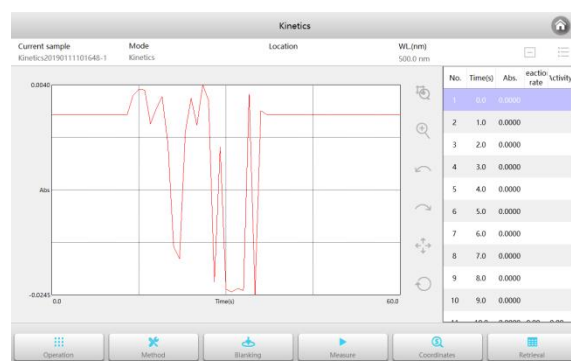 Kinetics
Current sample Mode Location WL.(nm)
Kinetics20190111101648-1 Kinetics 500.0 nm
No. Time(s) Abs. eactio rate Activity
1 0.0 0.0000
2 1.0 0.0000
3 2.0 0.0000
4 3.0 0.0000
5 4.0 0.0000
6 5.0 0.0000
7 6.0 0.0000
8 7.0 0.0000
9 8.0 0.0000
10 9.0 0.0000
0.0040
Abs
-0.0245
0.0 Time(s) 60.0
Operation Method Blanking Measure Coordinates Retrieval